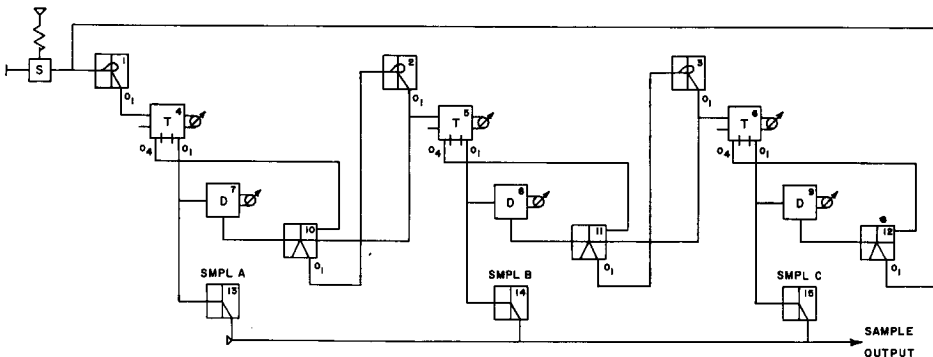 S
1
2
3
O1
O1
O1
T 4
T 5
T 6
O4 O1
O4 O1
O4 O1
D 7
D 8
D 9
10
11
12
O1
O1
O1
SMPL A
SMPL B
SMPL C
13
14
15
SAMPLE
OUTPUT